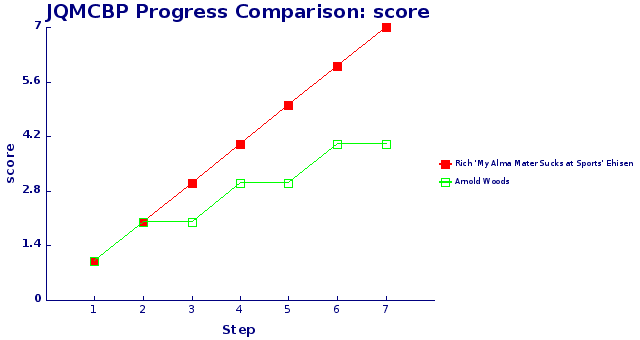 JQMCBP Progress Comparison: score
7
5.6
4.2
2.8
1.4
0
score
1 2 3 4 5 6 7
Step
Rich 'My Alma Mater Sucks at Sports' Ehisen
Arnold Woods